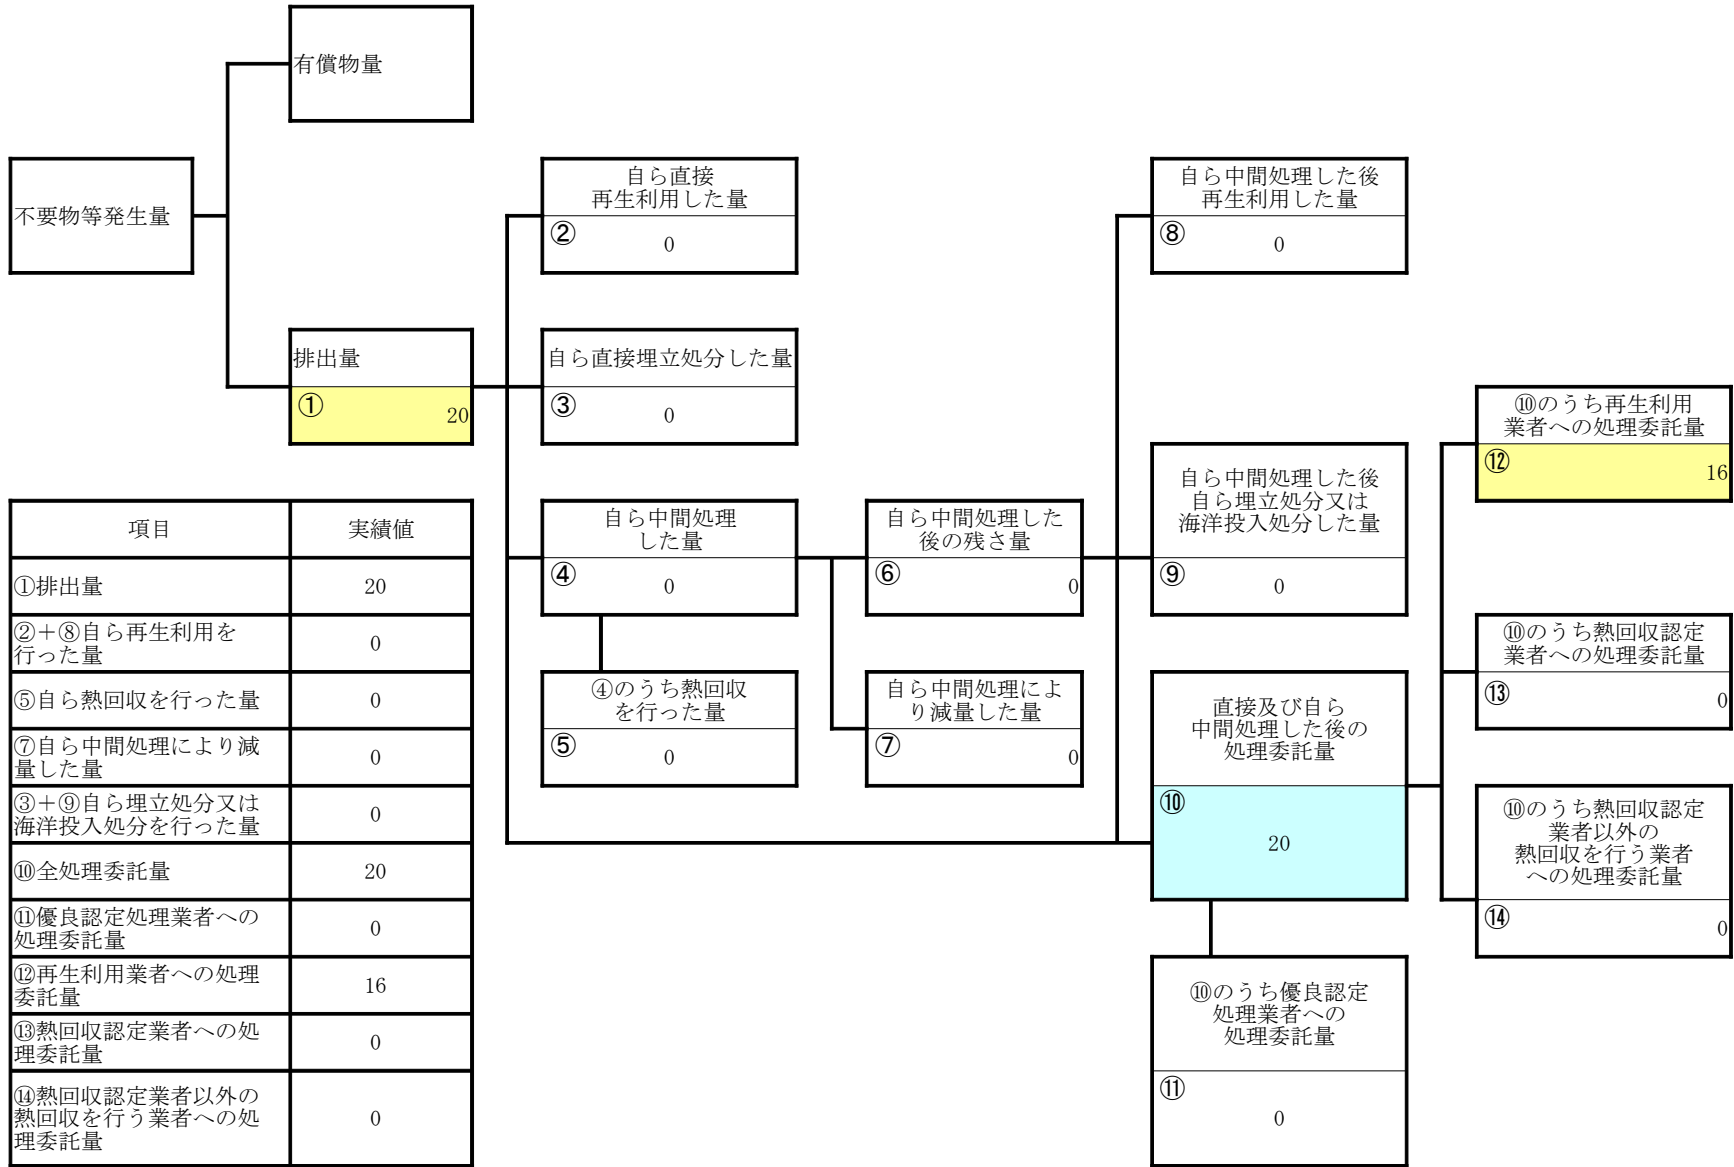 有償物量
不要物等発生量
排出量
①
20
自ら直接
再生利用した量
②
0
自ら直接埋立処分した量
③
0
自ら中間処理
した量
④
0
④のうち熱回収
を行った量
⑤
0
自ら中間処理した
後の残さ量
⑥
0
自ら中間処理によ
り減量した量
⑦
0
自ら中間処理した後
再生利用した量
⑧
0
自ら中間処理した後
自ら埋立処分又は
海洋投入処分した量
⑨
0
直接及び自ら
中間処理した後の
処理委託量
⑩
20
⑩のうち優良認定
処理業者への
処理委託量
⑪
0
⑩のうち再生利用
業者への処理委託量
⑫
16
⑩のうち熱回収認定
業者への処理委託量
⑬
0
⑩のうち熱回収認定
業者以外の
熱回収を行う業者
への処理委託量
⑭
0
項目 実績値
①排出量 20
②+⑧自ら再生利用を
行った量 0
⑤自ら熱回収を行った量 0
⑦自ら中間処理により減
量した量 0
③+⑨自ら埋立処分又は
海洋投入処分を行った量 0
⑩全処理委託量 20
⑪優良認定処理業者への
処理委託量 0
⑫再生利用業者への処理
委託量 16
⑬熱回収認定業者への処
理委託量 0
⑭熱回収認定業者以外の
熱回収を行う業者への処
理委託量 0